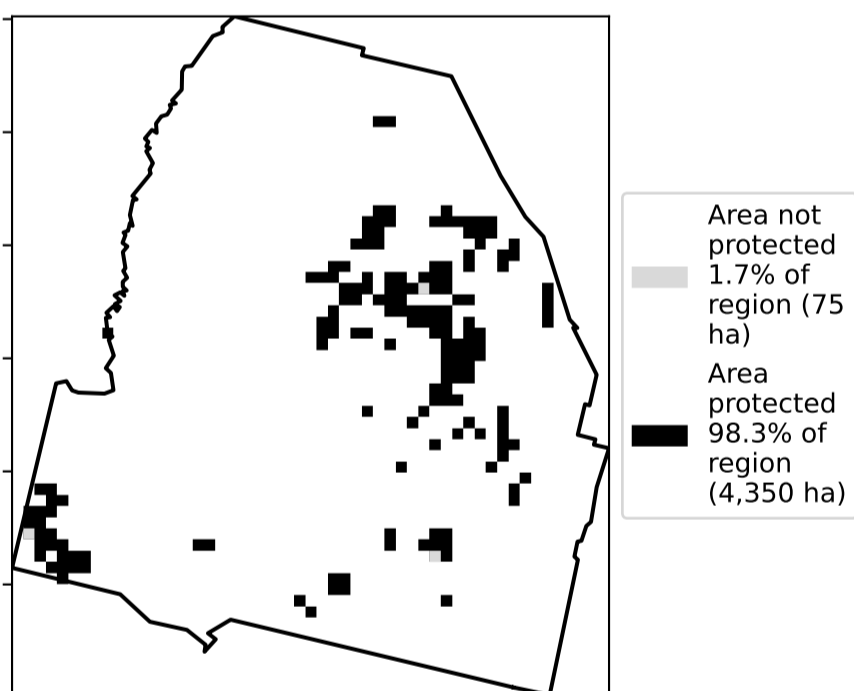 Area not
protected
1.7% of
region (75
ha)
Area
protected
98.3% of
region
(4,350 ha)